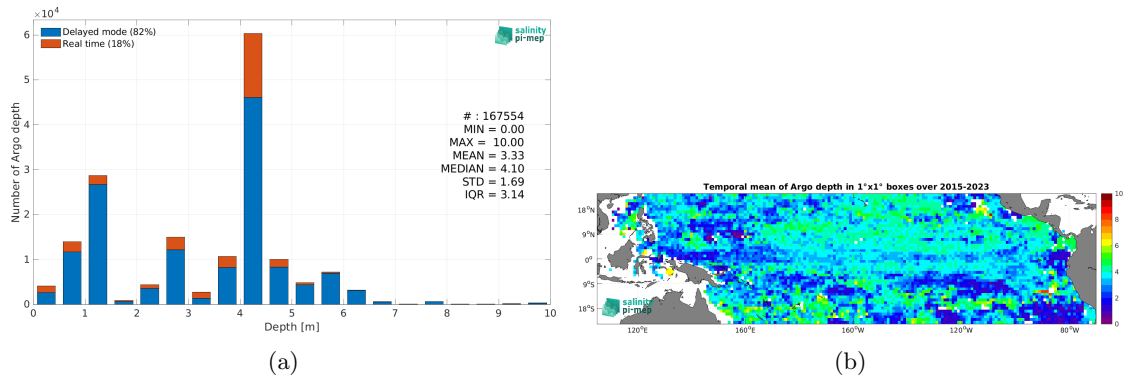 ×10⁴
Delayed mode (82%)
Real time (18%)
salinity
pi-mep
6
5
4
3
2
1
0
Number of Argo depth
# : 167554
MIN = 0.00
MAX = 10.00
MEAN = 3.33
MEDIAN = 4.10
STD = 1.69
IQR = 3.14
0 1 2 3 4 5 6 7 8 9 10
Depth [m]
(a)
Temporal mean of Argo depth in 1°x1° boxes over 2015-2023
18°N
9°N
0°
9°S
18°S
salinity
pi-mep
120°E 160°E 160°W 120°W 80°W
10
8
6
4
2
0
(b)